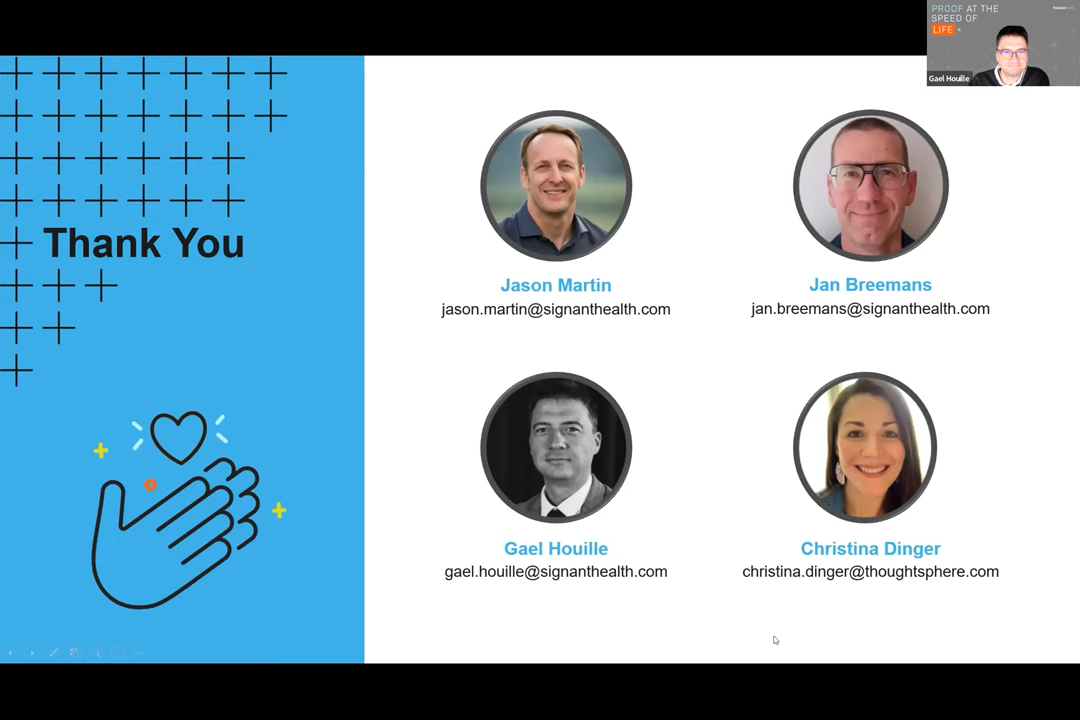 PROOF AT THE
SPEED OF
LIFE
Gael Houille
Thank You
Jason Martin
jason.martin@signanthealth.com
Jan Breemans
jan.breemans@signanthealth.com
Gael Houille
gael.houille@signanthealth.com
Christina Dinger
christina.dinger@thoughtsphere.com